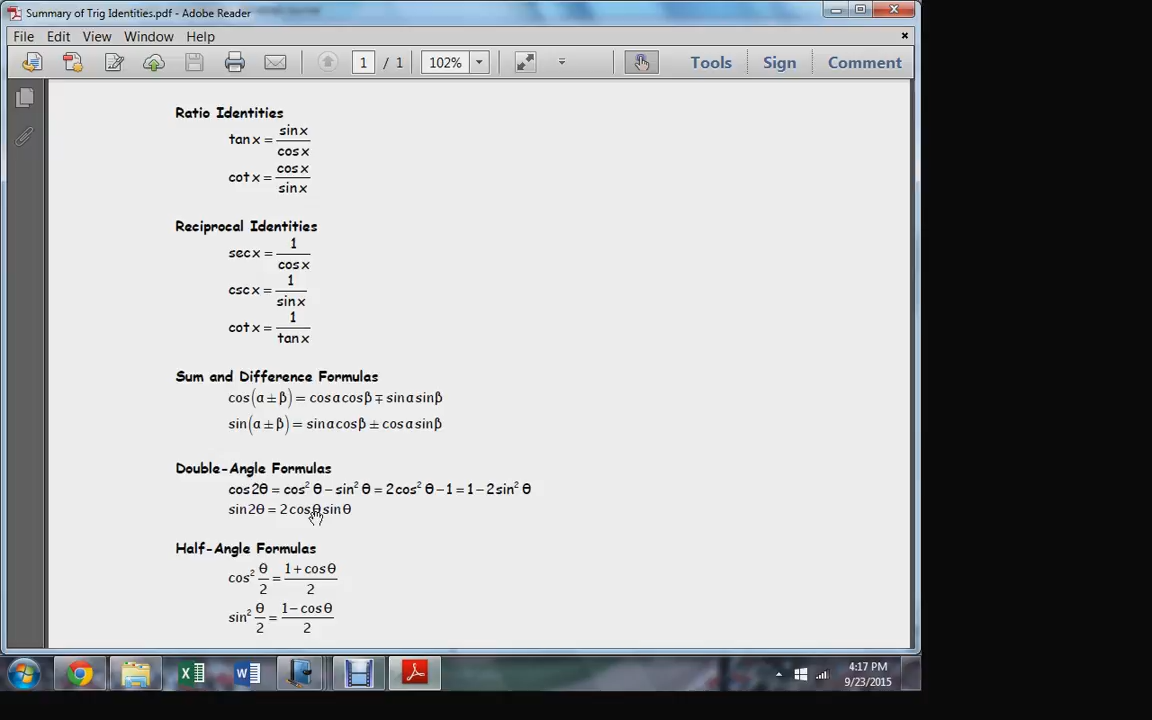 Summary of Trig Identities.pdf - Adobe Reader
File Edit View Window Help
1 / 1 102% Tools Sign Comment
Ratio Identities
tan x = sin x / cos x
cot x = cos x / sin x
Reciprocal Identities
sec x = 1 / cos x
csc x = 1 / sin x
cot x = 1 / tan x
Sum and Difference Formulas
cos(α ± β) = cos α cos β ∓ sin α sin β
sin(α ± β) = sin α cos β ± cos α sin β
Double-Angle Formulas
cos 2θ = cos² θ − sin² θ = 2 cos² θ − 1 = 1 − 2 sin² θ
sin 2θ = 2 cos θ sin θ
Half-Angle Formulas
cos² θ/2 = (1 + cos θ) / 2
sin² θ/2 = (1 − cos θ) / 2
4:17 PM
9/23/2015